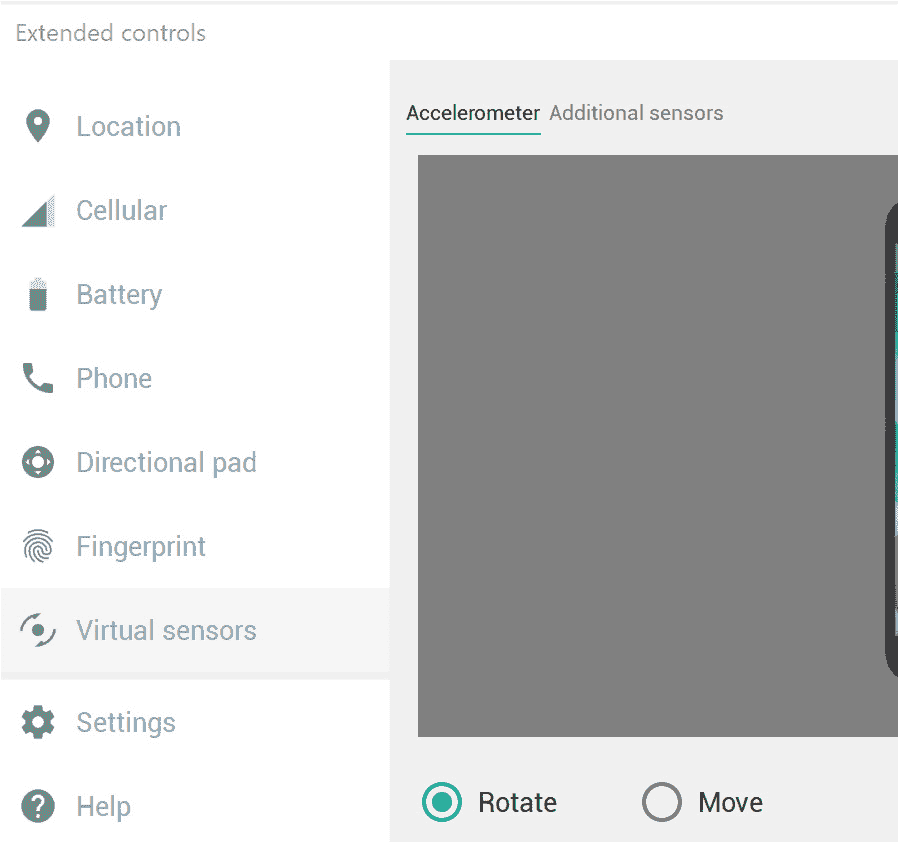 Extended controls
Location
Cellular
Battery
Phone
Directional pad
Fingerprint
Virtual sensors
Settings
Help
Accelerometer Additional sensors
Rotate Move